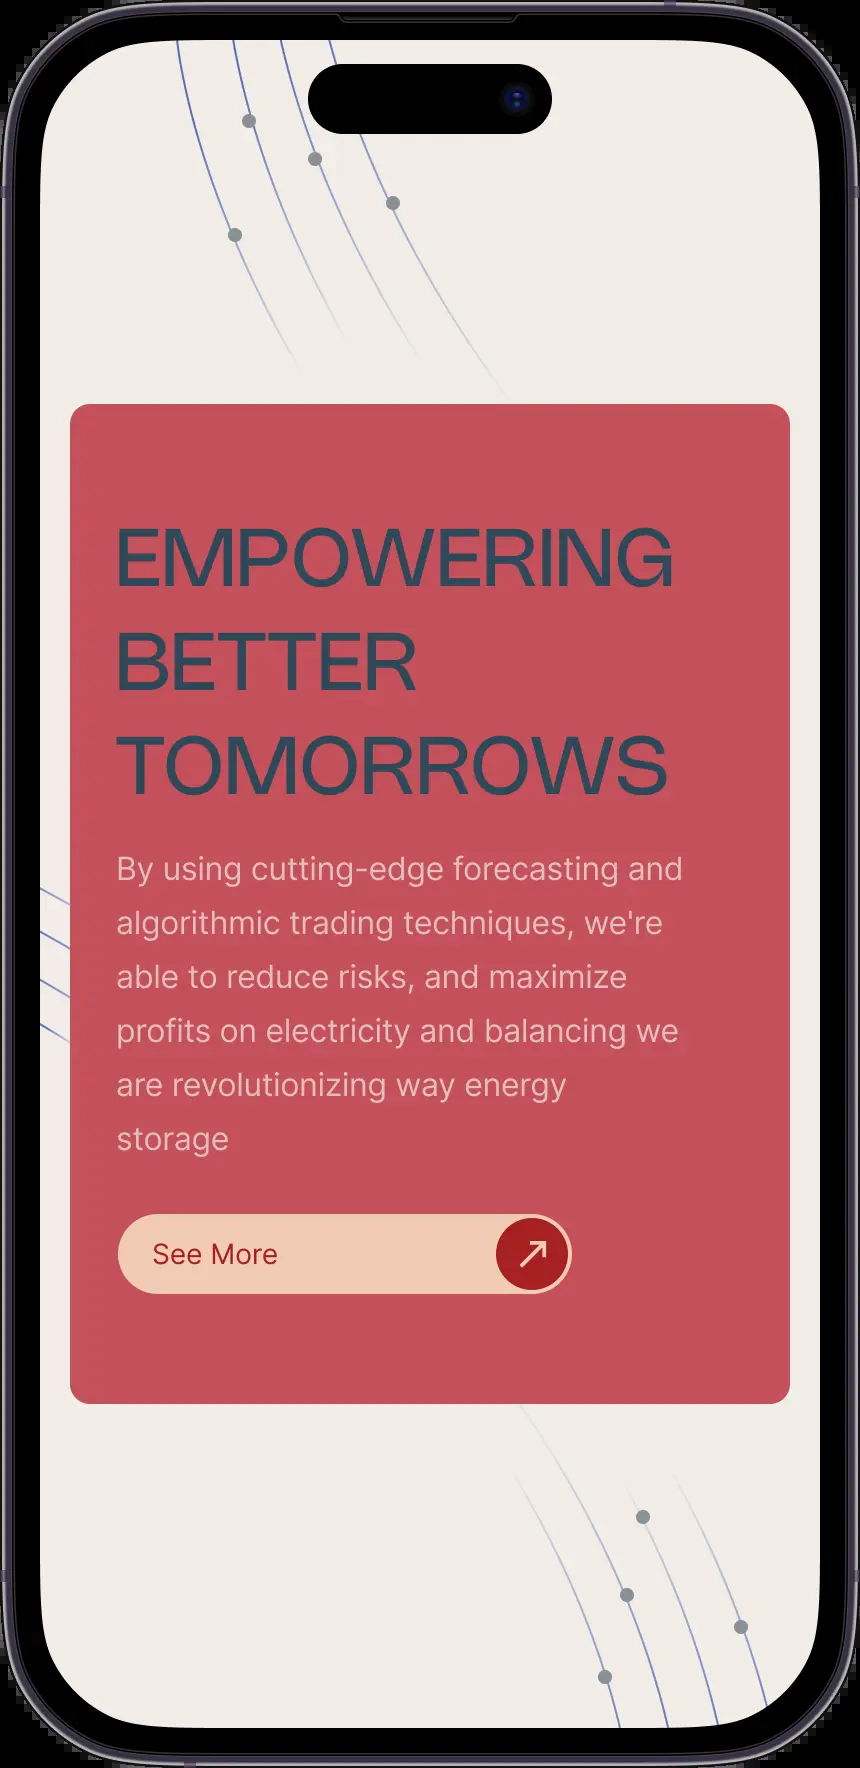 EMPOWERING
BETTER
TOMORROWS
By using cutting-edge forecasting and
algorithmic trading techniques, we're
able to reduce risks, and maximize
profits on electricity and balancing we
are revolutionizing way energy
storage
See More